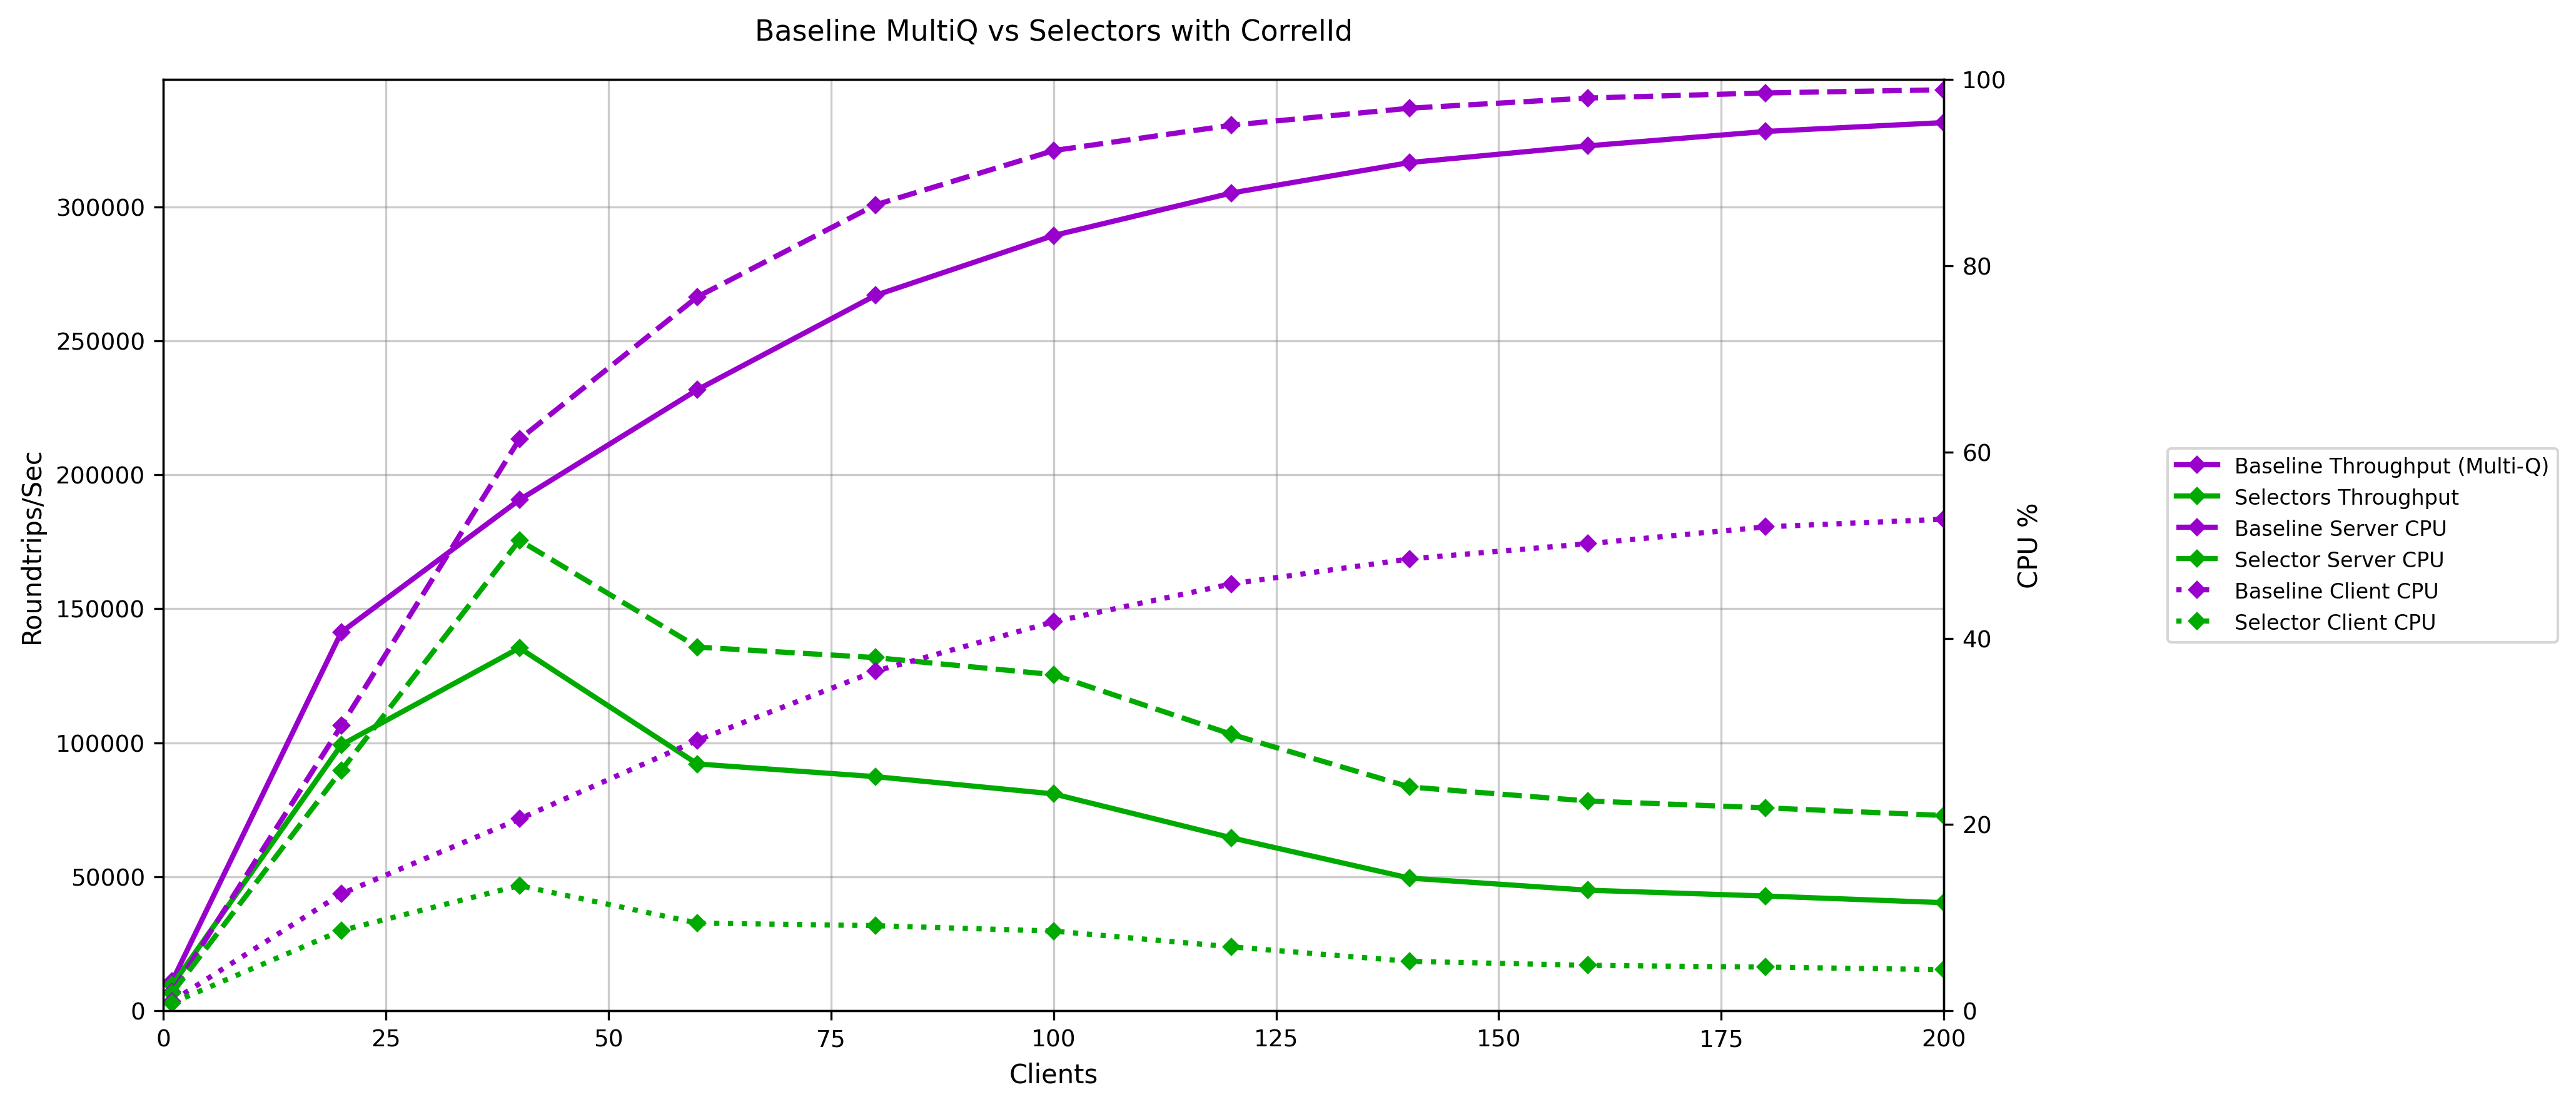 Baseline MultiQ vs Selectors with CorrelId
Roundtrips/Sec
300000
250000
200000
150000
100000
50000
0
0
25
50
75
100
125
150
175
200
Clients
100
80
60
40
20
0
CPU %
Baseline Throughput (Multi-Q)
Selectors Throughput
Baseline Server CPU
Selector Server CPU
Baseline Client CPU
Selector Client CPU